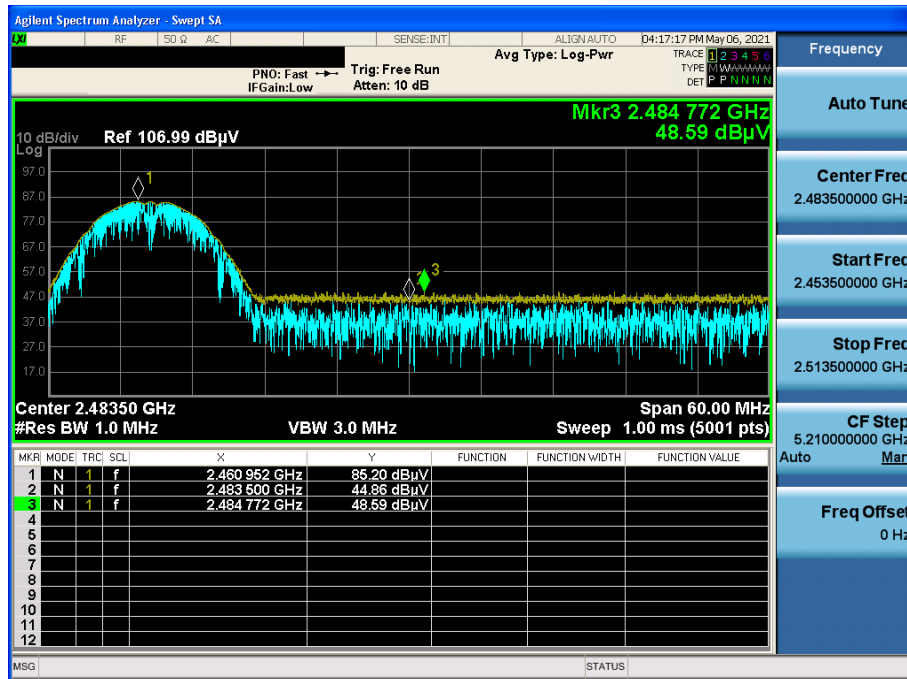 Agilent Spectrum Analyzer - Swept SA
LXI RF 50 Ω AC SENSE:INT ALIGN AUTO 04:17:17 PM May 06, 2021
PNO: Fast
IFGain:Low
Trig: Free Run
Atten: 10 dB
Avg Type: Log-Pwr
TRACE 1 2 3 4 5 6
TYPE M W
DET P P N N N N
Mkr3 2.484 772 GHz
48.59 dBµV
10 dB/div Ref 106.99 dBµV
Log
97.0
87.0
77.0
67.0
57.0
47.0
37.0
27.0
17.0
1
3
Center 2.48350 GHz Span 60.00 MHz
#Res BW 1.0 MHz VBW 3.0 MHz Sweep 1.00 ms (5001 pts)
MKR MODE TRC SCL X Y FUNCTION FUNCTION WIDTH FUNCTION VALUE
1 N 1 f 2.460 952 GHz 85.20 dBµV
2 N 1 f 2.483 500 GHz 44.86 dBµV
3 N 1 f 2.484 772 GHz 48.59 dBµV
4
5
6
7
8
9
10
11
12
MSG STATUS
Frequency
Auto Tune
Center Freq
2.483500000 GHz
Start Freq
2.453500000 GHz
Stop Freq
2.513500000 GHz
CF Step
5.210000000 GHz
Auto Man
Freq Offset
0 Hz